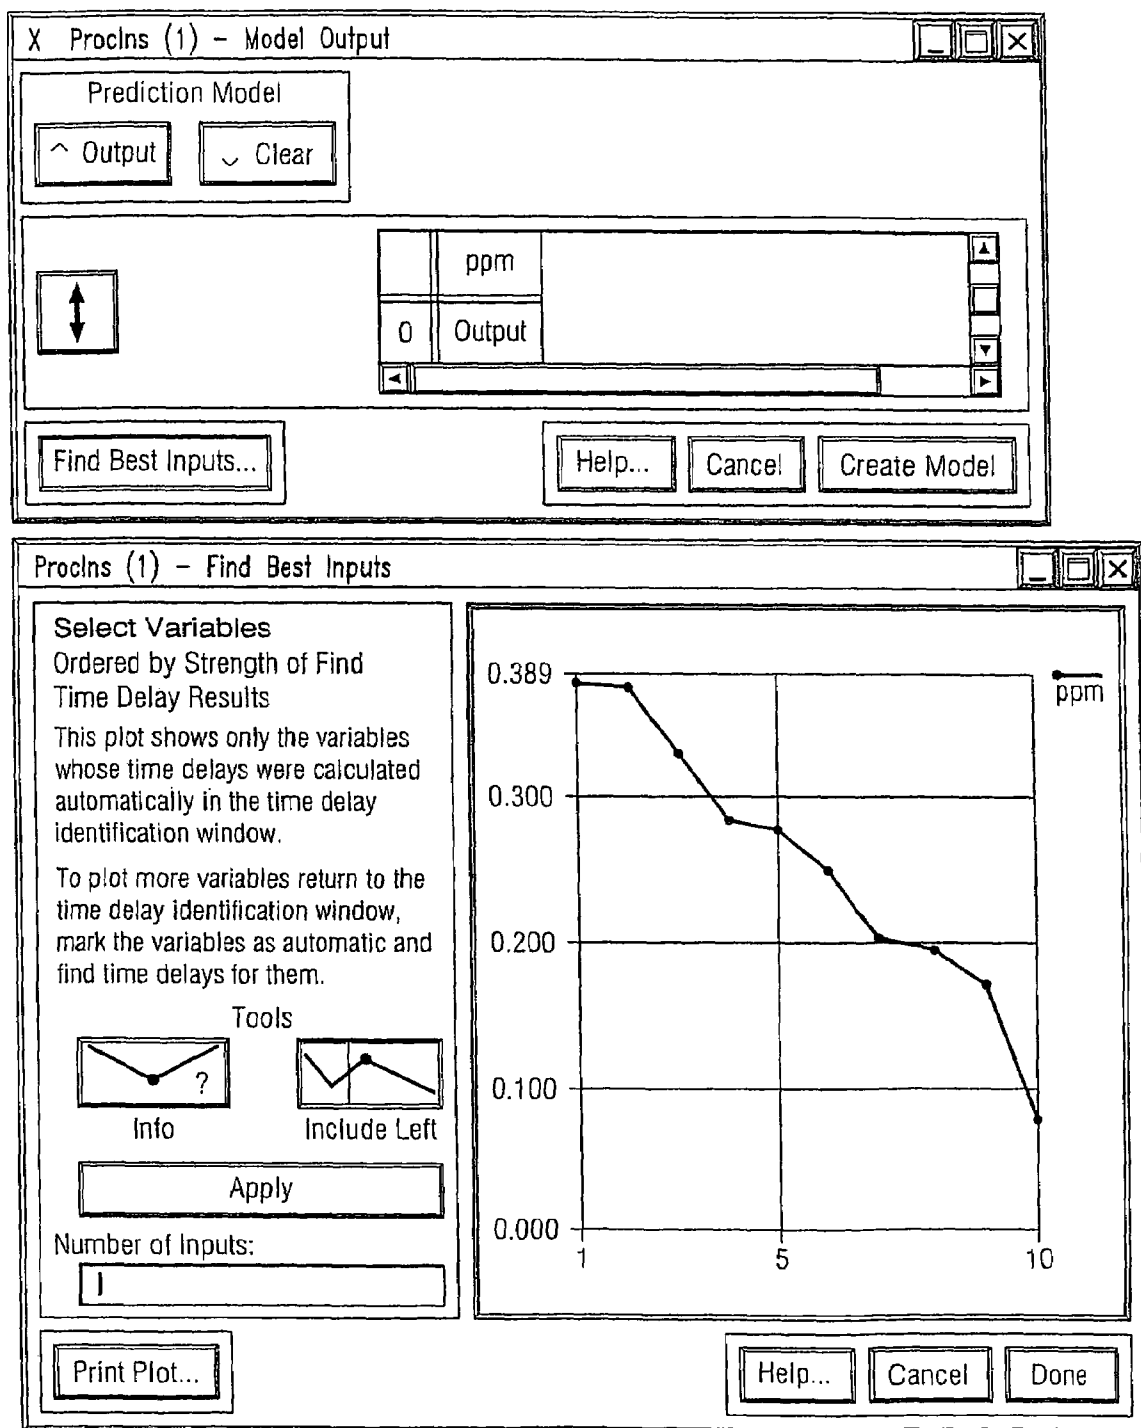 X ProcIns (1) – Model Output
Prediction Model
^ Output
Clear
ppm
0 Output
Find Best Inputs...
Help...
Cancel
Create Model
ProcIns (1) – Find Best Inputs
Select Variables
Ordered by Strength of Find
Time Delay Results
This plot shows only the variables
whose time delays were calculated
automatically in the time delay
identification window.
To plot more variables return to the
time delay identification window,
mark the variables as automatic and
find time delays for them.
Tools
?
Info
Include Left
Apply
Number of Inputs:
0.389
0.300
0.200
0.100
0.000
1
5
10
ppm
Print Plot...
Help...
Cancel
Done